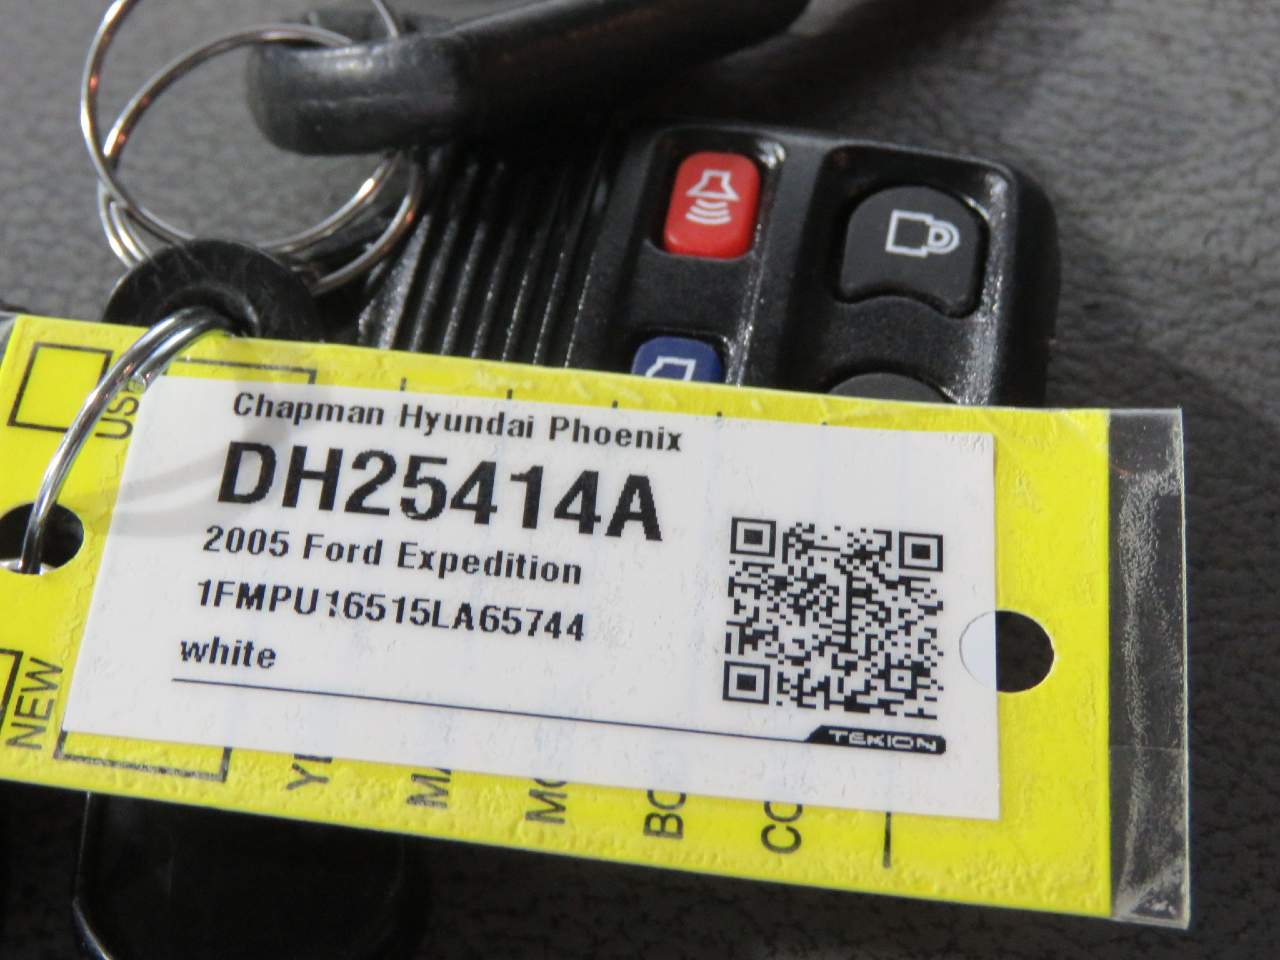 Chapman Hyundai Phoenix
DH25414A
2005 Ford Expedition
1FMPU16515LA65744
white
TEKION
NEW